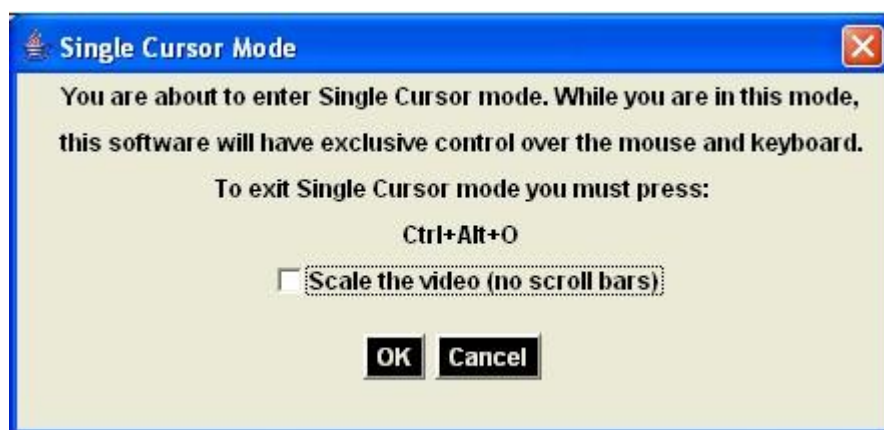 Single Cursor Mode
You are about to enter Single Cursor mode. While you are in this mode,
this software will have exclusive control over the mouse and keyboard.
To exit Single Cursor mode you must press:
Ctrl+Alt+O
Scale the video (no scroll bars)
OK Cancel